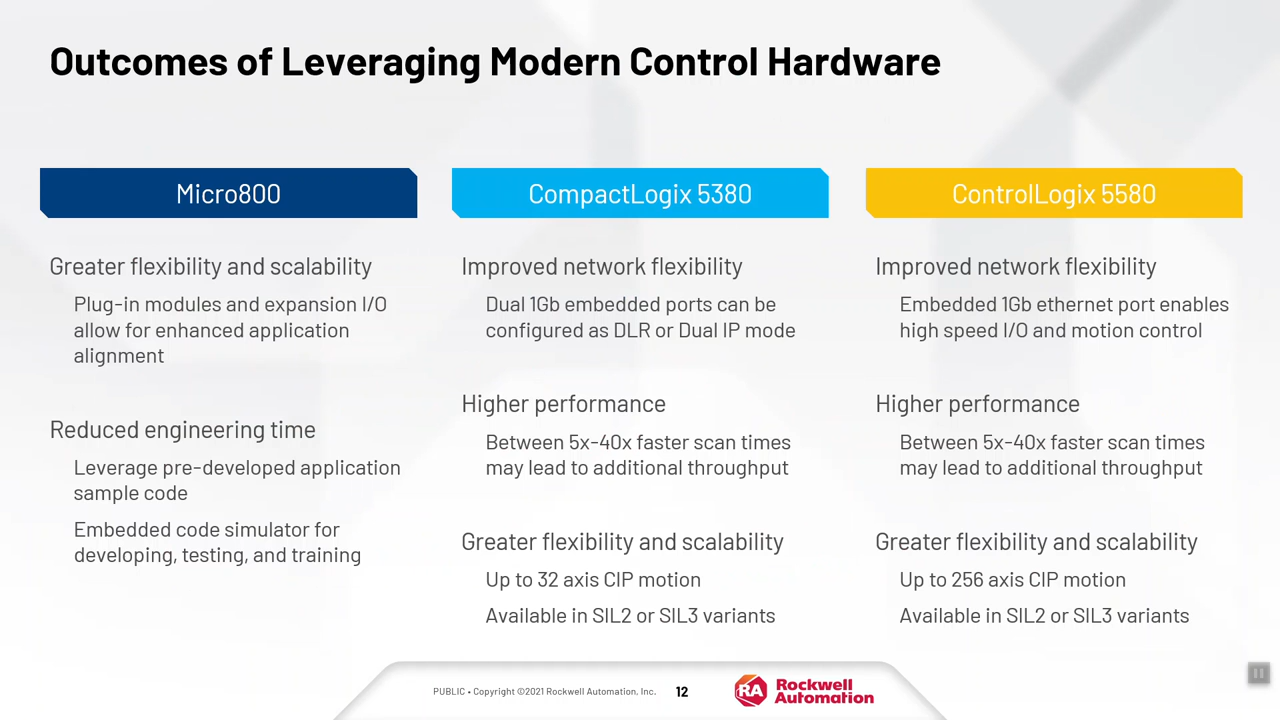 Outcomes of Leveraging Modern Control Hardware
Micro800
Greater flexibility and scalability
Plug-in modules and expansion I/O
allow for enhanced application
alignment
Reduced engineering time
Leverage pre-developed application
sample code
Embedded code simulator for
developing, testing, and training
CompactLogix 5380
Improved network flexibility
Dual 1Gb embedded ports can be
configured as DLR or Dual IP mode
Higher performance
Between 5x-40x faster scan times
may lead to additional throughput
Greater flexibility and scalability
Up to 32 axis CIP motion
Available in SIL2 or SIL3 variants
ControlLogix 5580
Improved network flexibility
Embedded 1Gb ethernet port enables
high speed I/O and motion control
Higher performance
Between 5x-40x faster scan times
may lead to additional throughput
Greater flexibility and scalability
Up to 256 axis CIP motion
Available in SIL2 or SIL3 variants
PUBLIC • Copyright ©2021 Rockwell Automation, Inc.
12
RA
Rockwell
Automation